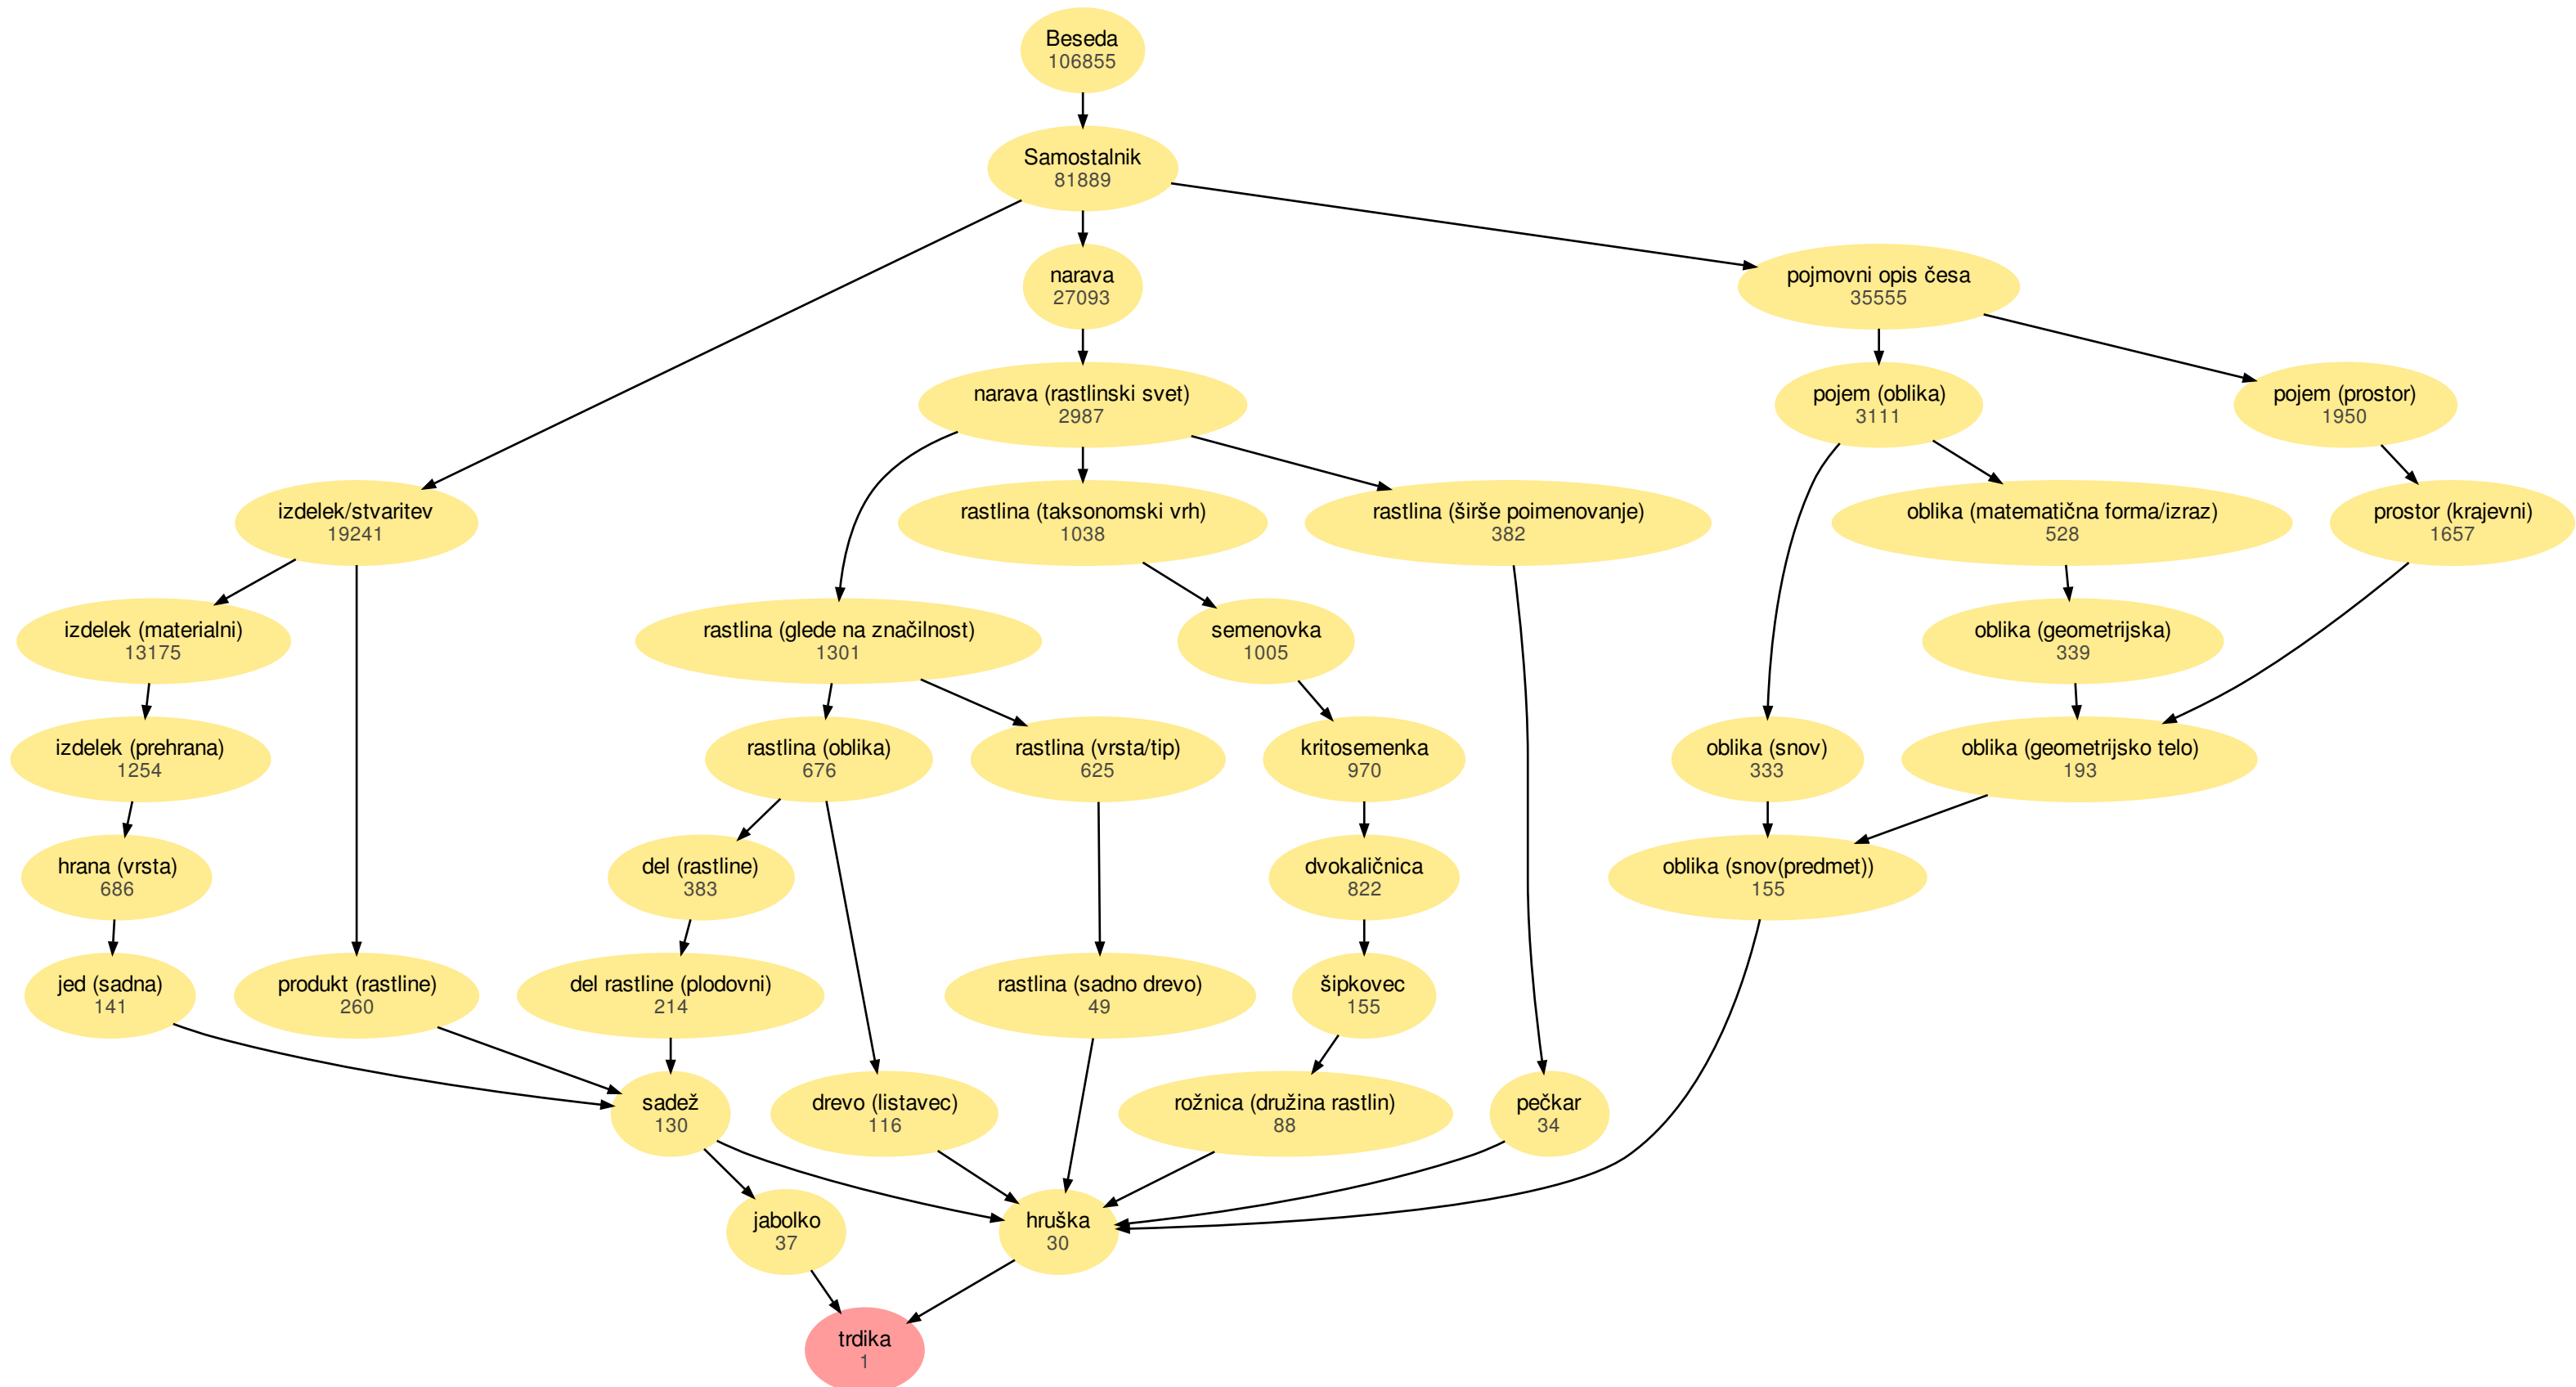 Beseda
106855
Samostalnik
81889
narava
27093
pojmovni opis česa
35555
narava (rastlinski svet)
2987
pojem (oblika)
3111
pojem (prostor)
1950
izdelek/stvaritev
19241
rastlina (taksonomski vrh)
1038
rastlina (širše poimenovanje)
382
oblika (matematična forma/izraz)
528
prostor (krajevni)
1657
izdelek (materialni)
13175
rastlina (glede na značilnost)
1301
semenovka
1005
oblika (geometrijska)
339
izdelek (prehrana)
1254
rastlina (oblika)
676
rastlina (vrsta/tip)
625
kritosemenka
970
oblika (snov)
333
oblika (geometrijsko telo)
193
hrana (vrsta)
686
del (rastline)
383
dvokaličnica
822
oblika (snov(predmet))
155
jed (sadna)
141
produkt (rastline)
260
del rastline (plodovni)
214
rastlina (sadno drevo)
49
šipkovec
155
sadež
130
drevo (listavec)
116
rožnica (družina rastlin)
88
pečkar
34
jabolko
37
hruška
30
trdika
1